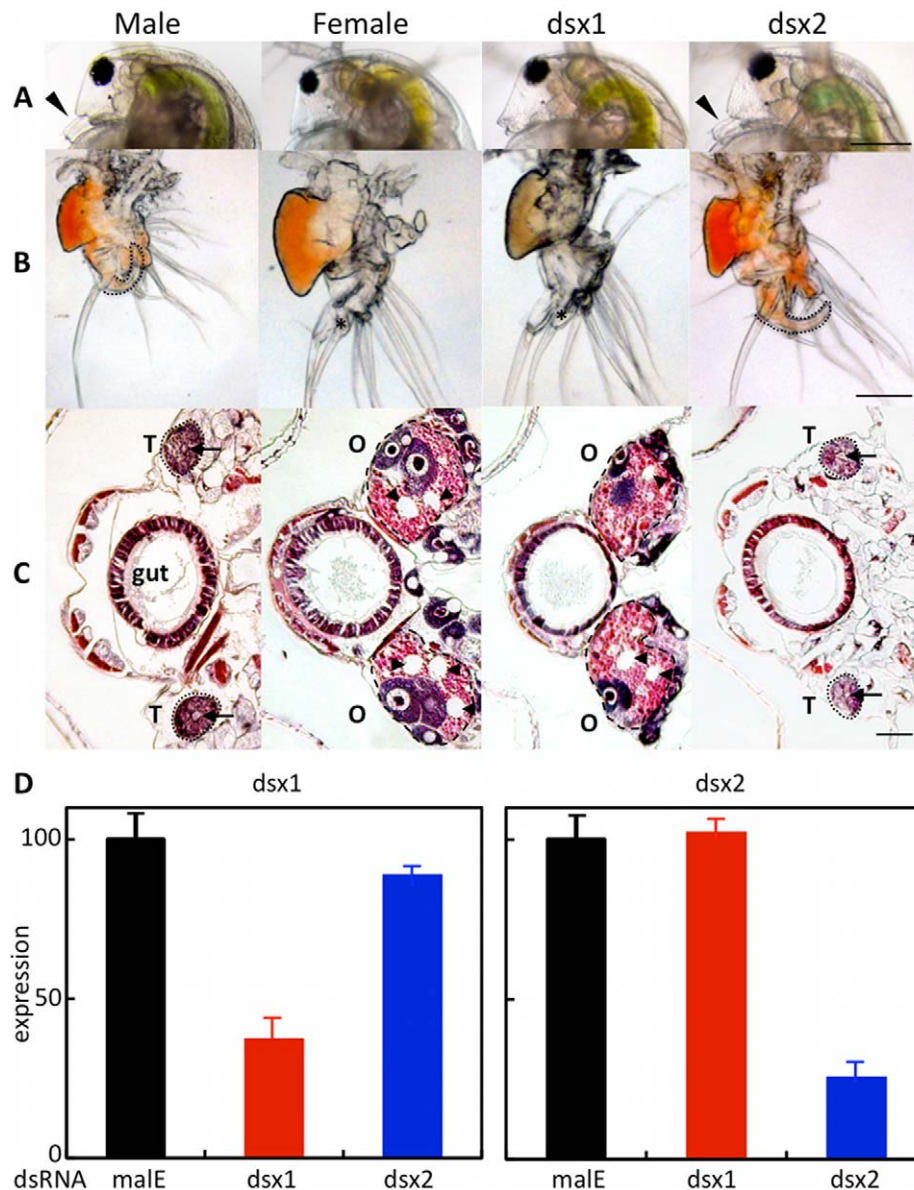 Male Female dsx1 dsx2
A
B
*
*
C
T
O
O
T
gut
T
O
O
T
D
dsx1 dsx2
100
50
0
expression
dsRNA malE dsx1 dsx2 malE dsx1 dsx2